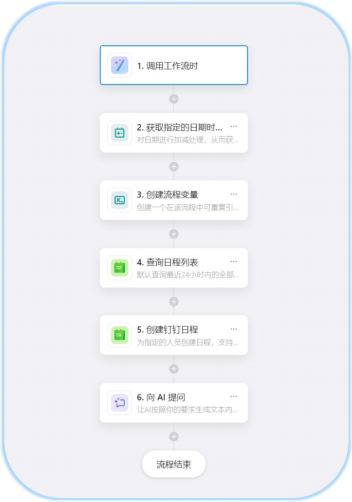 1. 调用工作流时
2. 获取指定的日期时...
对日期进行加减处理，从而获...
3. 创建流程变量
创建一个在该流程中可重复引...
4. 查询日程列表
默认查询最近24小时内的全部...
5. 创建钉钉日程
为指定的人员创建日程，支持...
6. 向 AI 提问
让AI按照你的要求生成文本内...
流程结束